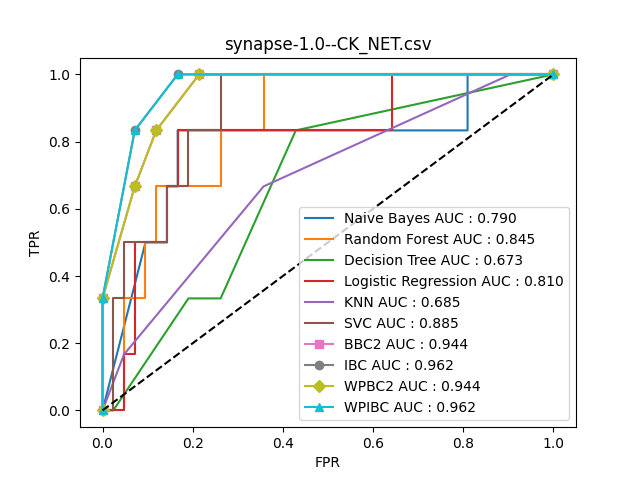 synapse-1.0--CK_NET.csv
TPR
1.0
0.8
0.6
0.4
0.2
0.0
Naive Bayes AUC : 0.790
Random Forest AUC : 0.845
Decision Tree AUC : 0.673
Logistic Regression AUC : 0.810
KNN AUC : 0.685
SVC AUC : 0.885
BBC2 AUC : 0.944
IBC AUC : 0.962
WPBC2 AUC : 0.944
WPIBC AUC : 0.962
0.0 0.2 0.4 0.6 0.8 1.0
FPR